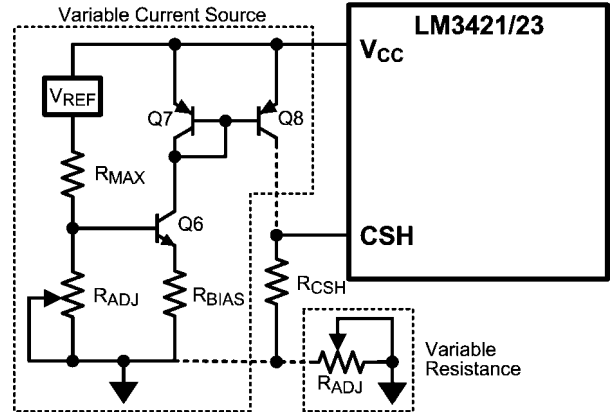 Variable Current Source
LM3421/23
VCC
VREF
Q7
Q8
RMAX
Q6
CSH
RADJ
RBIAS
RCSH
RADJ
Variable
Resistance